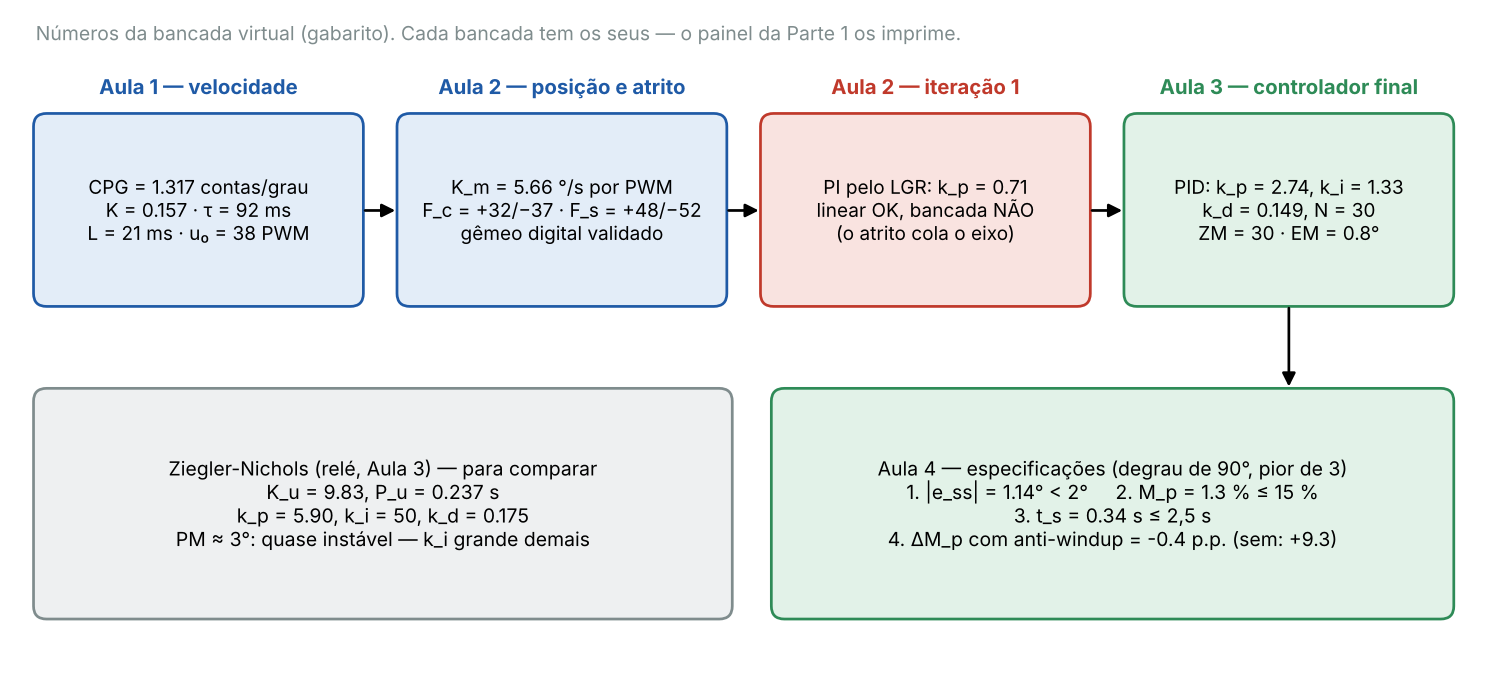 Números da bancada virtual (gabarito). Cada bancada tem os seus — o painel da Parte 1 os imprime.
Aula 1 — velocidade
CPG = 1.317 contas/grau
K = 0.157 · τ = 92 ms
L = 21 ms · u₀ = 38 PWM
Aula 2 — posição e atrito
K_m = 5.66 °/s por PWM
F_c = +32/−37 · F_s = +48/−52
gêmeo digital validado
Aula 2 — iteração 1
PI pelo LGR: k_p = 0.71
linear OK, bancada NÃO
(o atrito cola o eixo)
Aula 3 — controlador final
PID: k_p = 2.74, k_i = 1.33
k_d = 0.149, N = 30
ZM = 30 · EM = 0.8°
Ziegler-Nichols (relé, Aula 3) — para comparar
K_u = 9.83, P_u = 0.237 s
k_p = 5.90, k_i = 50, k_d = 0.175
PM ≈ 3°: quase instável — k_i grande demais
Aula 4 — especificações (degrau de 90°, pior de 3)
1. |e_ss| = 1.14° < 2° 2. M_p = 1.3 % ≤ 15 %
3. t_s = 0.34 s ≤ 2,5 s
4. ΔM_p com anti-windup = -0.4 p.p. (sem: +9.3)